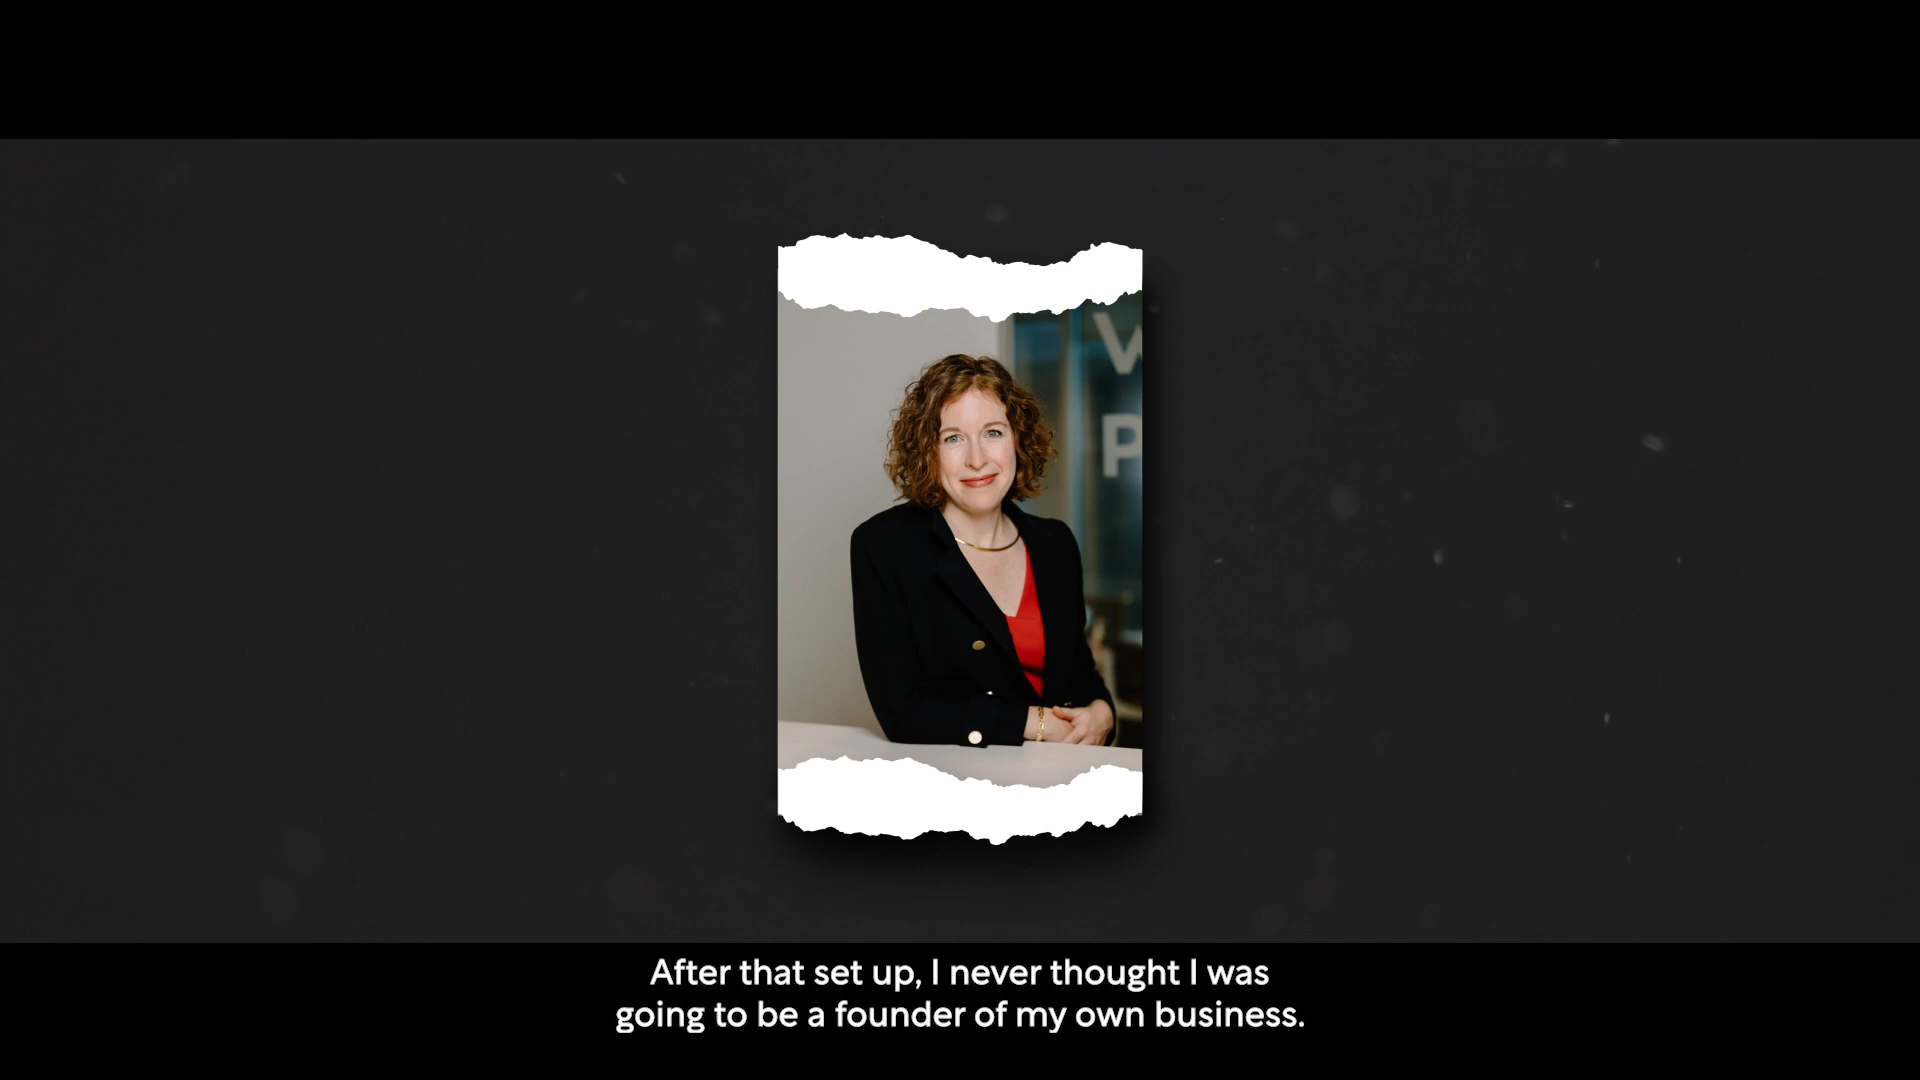 W
P
After that set up, I never thought I was
going to be a founder of my own business.